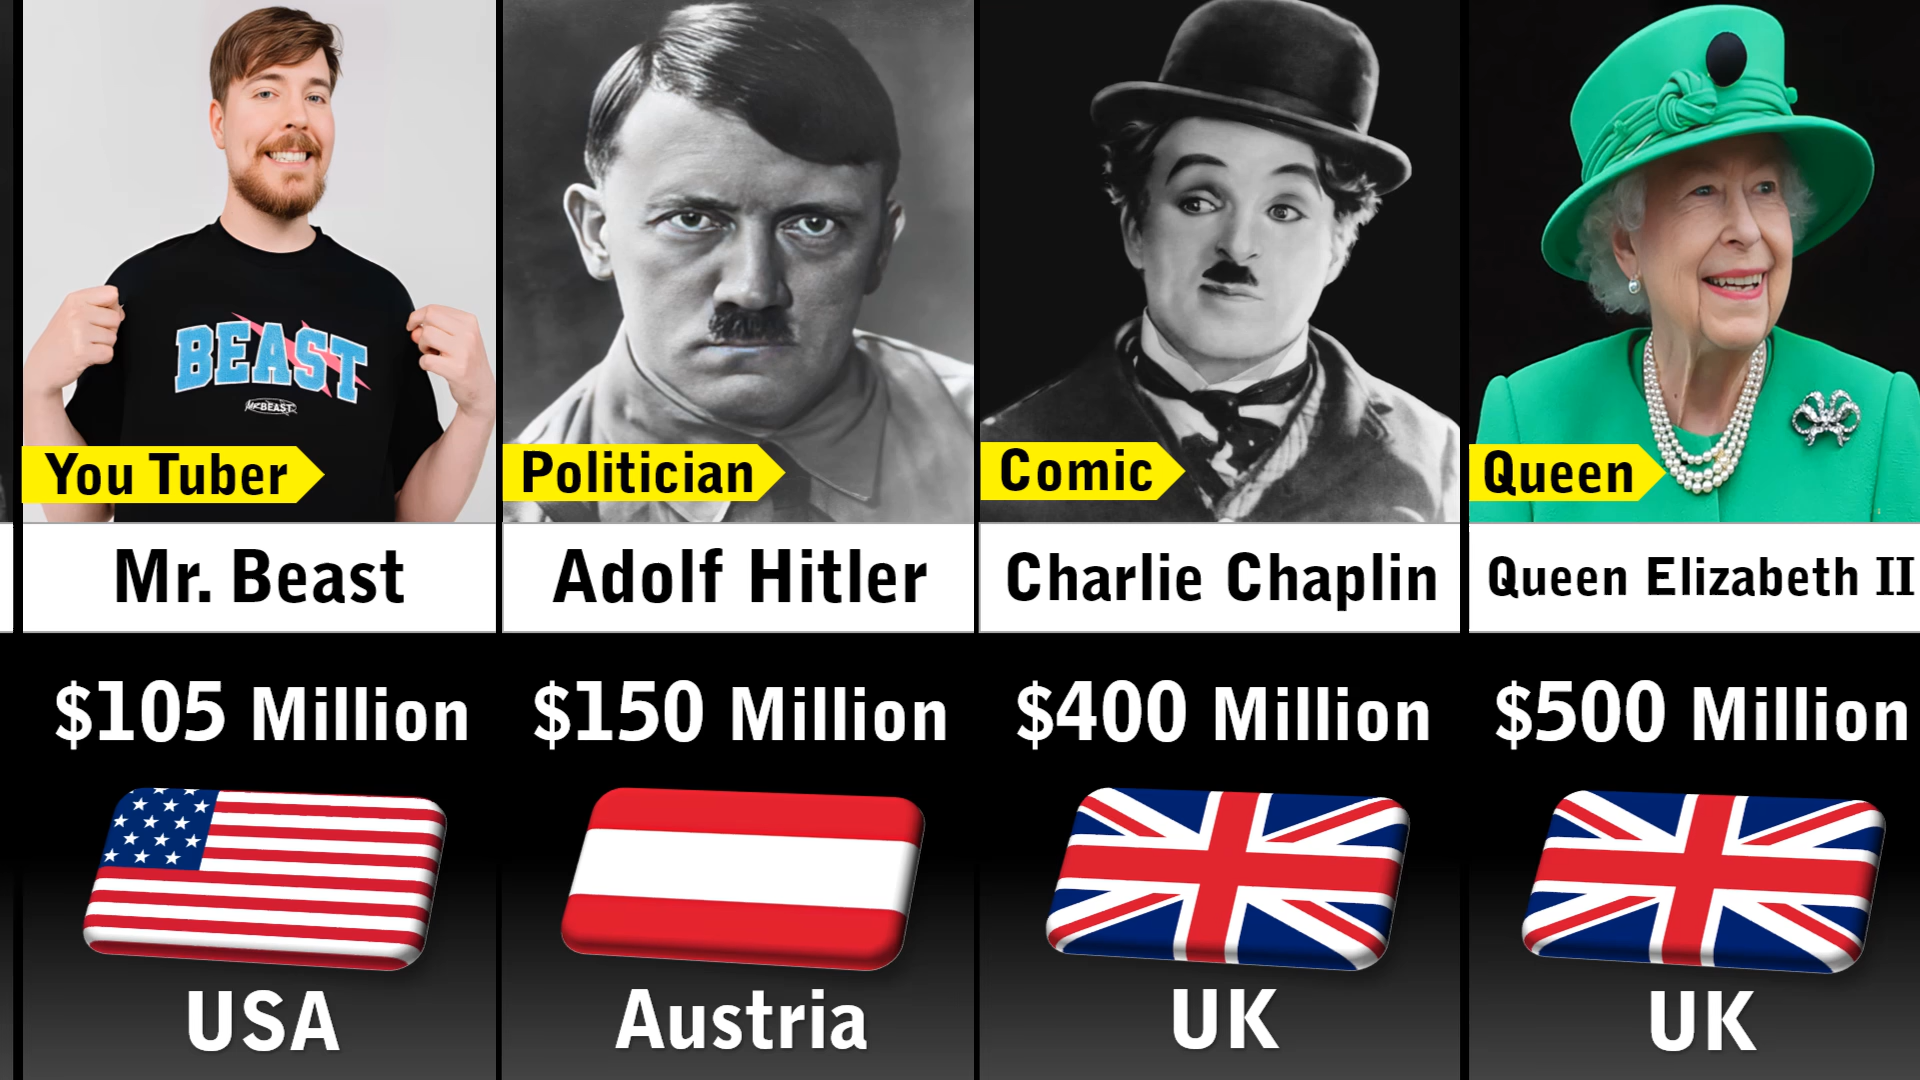 BEAST
MRBEAST
You Tuber
Mr. Beast
$105 Million
USA
Politician
Adolf Hitler
$150 Million
Austria
Comic
Charlie Chaplin
$400 Million
UK
Queen
Queen Elizabeth II
$500 Million
UK